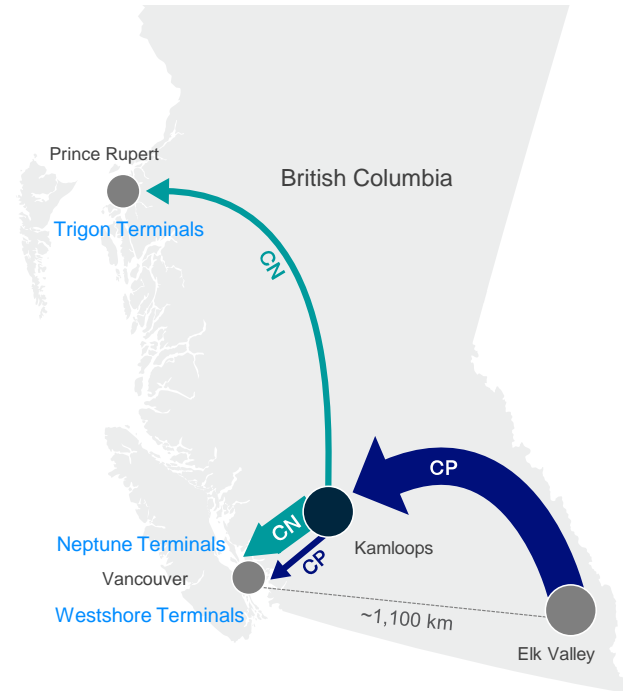 Prince Rupert
British Columbia
Trigon Terminals
CN
CP
CN
Neptune Terminals
Kamloops
CP
Vancouver
Westshore Terminals
~1,100 km
Elk Valley